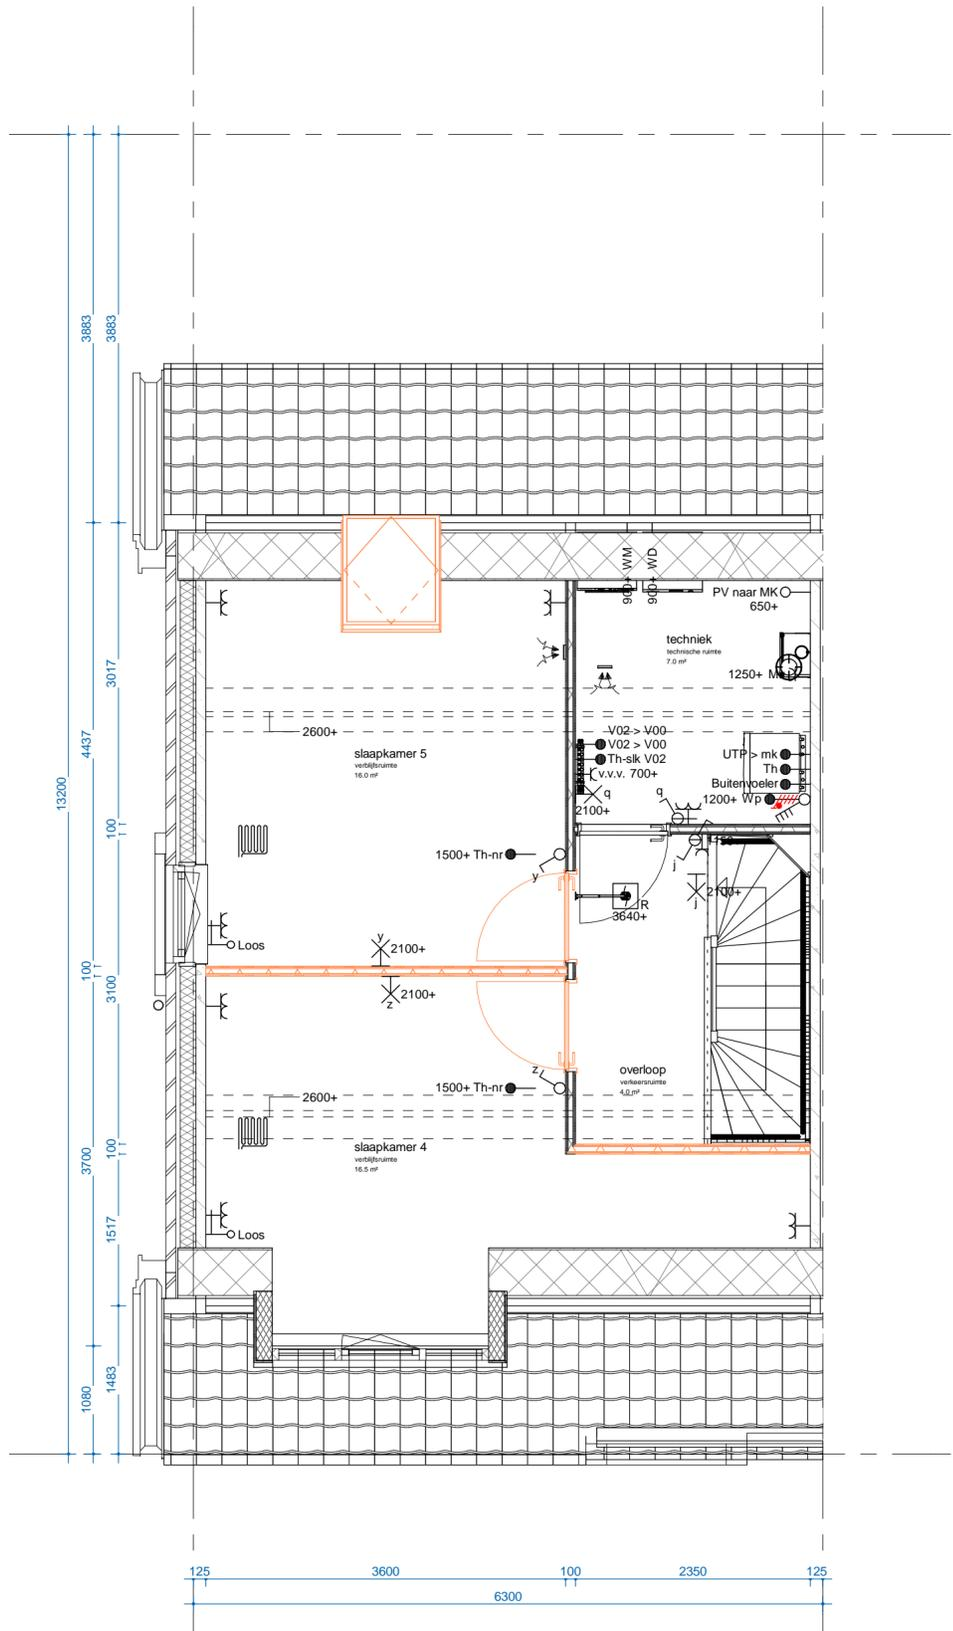 3883
3883
900+ WM
900+ WD
PV naar MK
650+
techniek
technische ruimte
7.0 m²
1250+
3017
2600+
V02 > V00
V02 > V00
Th-slk V02
v.v.v. 700+
q
2100+
slaapkamer 5
verblijfsruimte
16.0 m²
UTP > mk
Th
Buitenvoeler
1200+ Wp
q
4437
13200
100
1500+ Th-nr
y
j
2100+
j
R
3640+
Loos
y
2100+
100
3100
2100+
z
z
1500+ Th-nr
overloop
verkeersruimte
4.0 m²
2600+
slaapkamer 4
verblijfsruimte
16.5 m²
100
3700
1517
Loos
1483
1080
125
3600
100
2350
125
6300